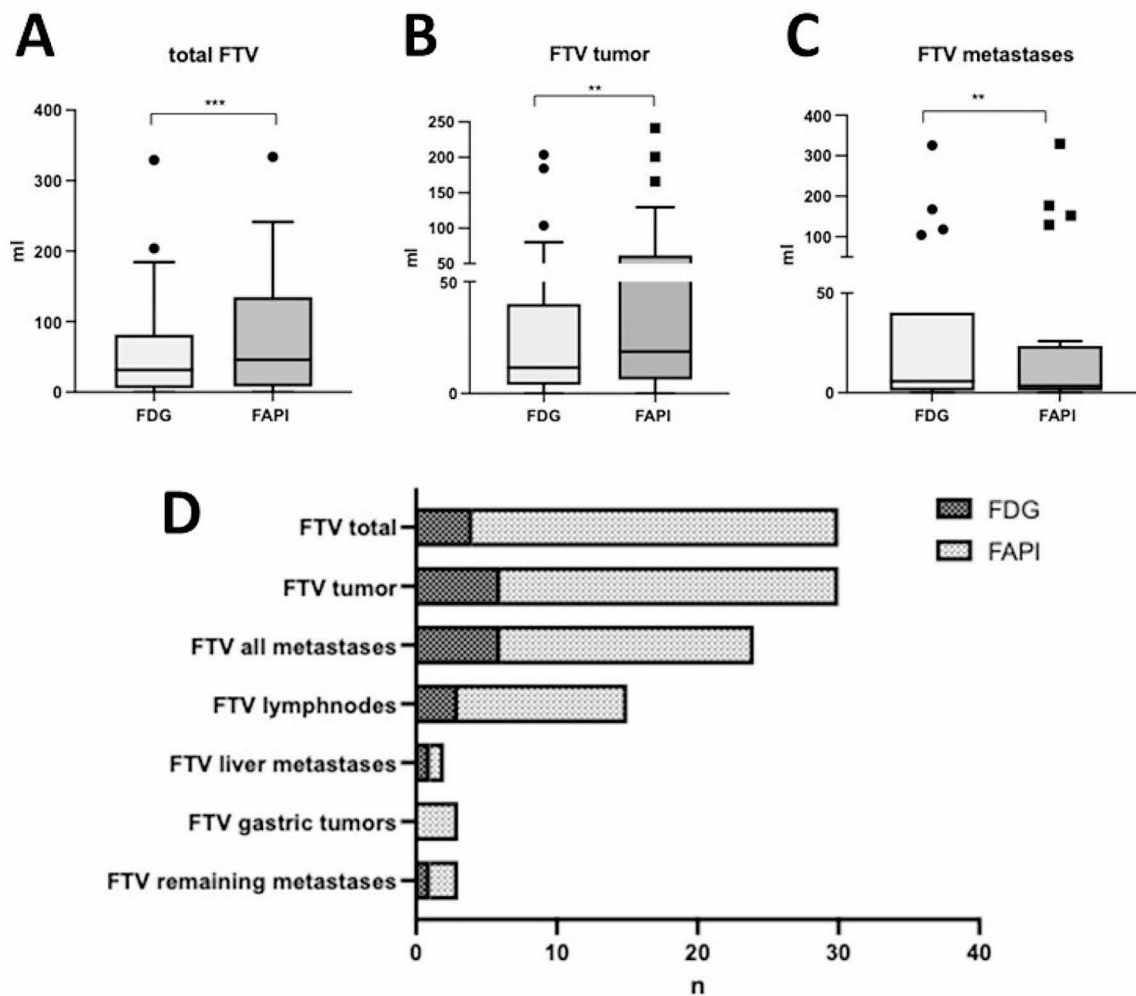 A
total FTV
***
400
300
200
100
0
ml
FDG
FAPI
B
FTV tumor
**
250
200
150
100
50
50
0
ml
FDG
FAPI
C
FTV metastases
**
400
300
200
100
50
0
ml
FDG
FAPI
D
FDG
FAPI
FTV total
FTV tumor
FTV all metastases
FTV lymphnodes
FTV liver metastases
FTV gastric tumors
FTV remaining metastases
0 10 20 30 40
n